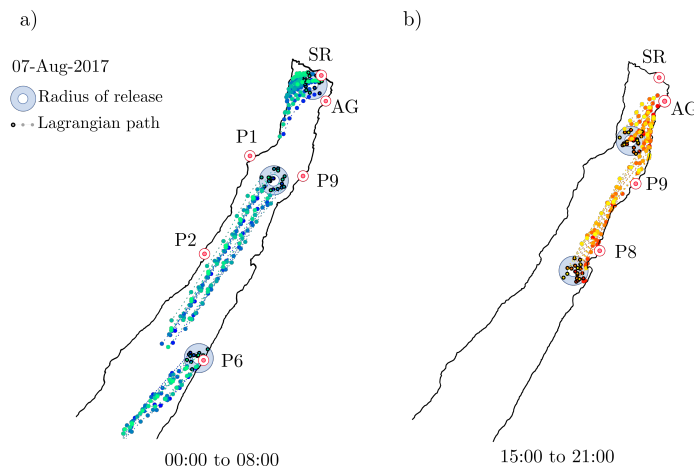 a)
b)
07-Aug-2017
Radius of release
Lagrangian path
SR
AG
P1
P9
P2
P6
00:00 to 08:00
SR
AG
P9
P8
15:00 to 21:00